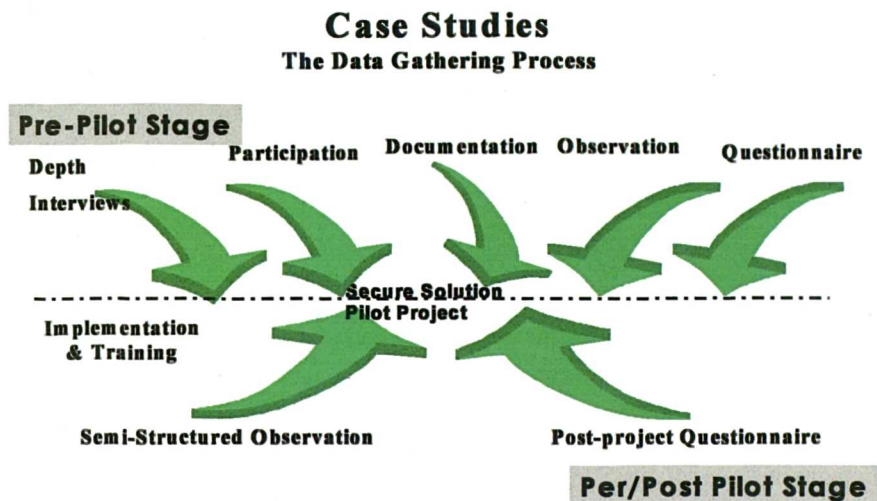 Case Studies
The Data Gathering Process
Pre-Pilot Stage
Depth
Interviews
Participation
Documentation
Observation
Questionnaire
Secure Solution
Pilot Project
Implementation
& Training
Semi-Structured Observation
Post-project Questionnaire
Per/Post Pilot Stage